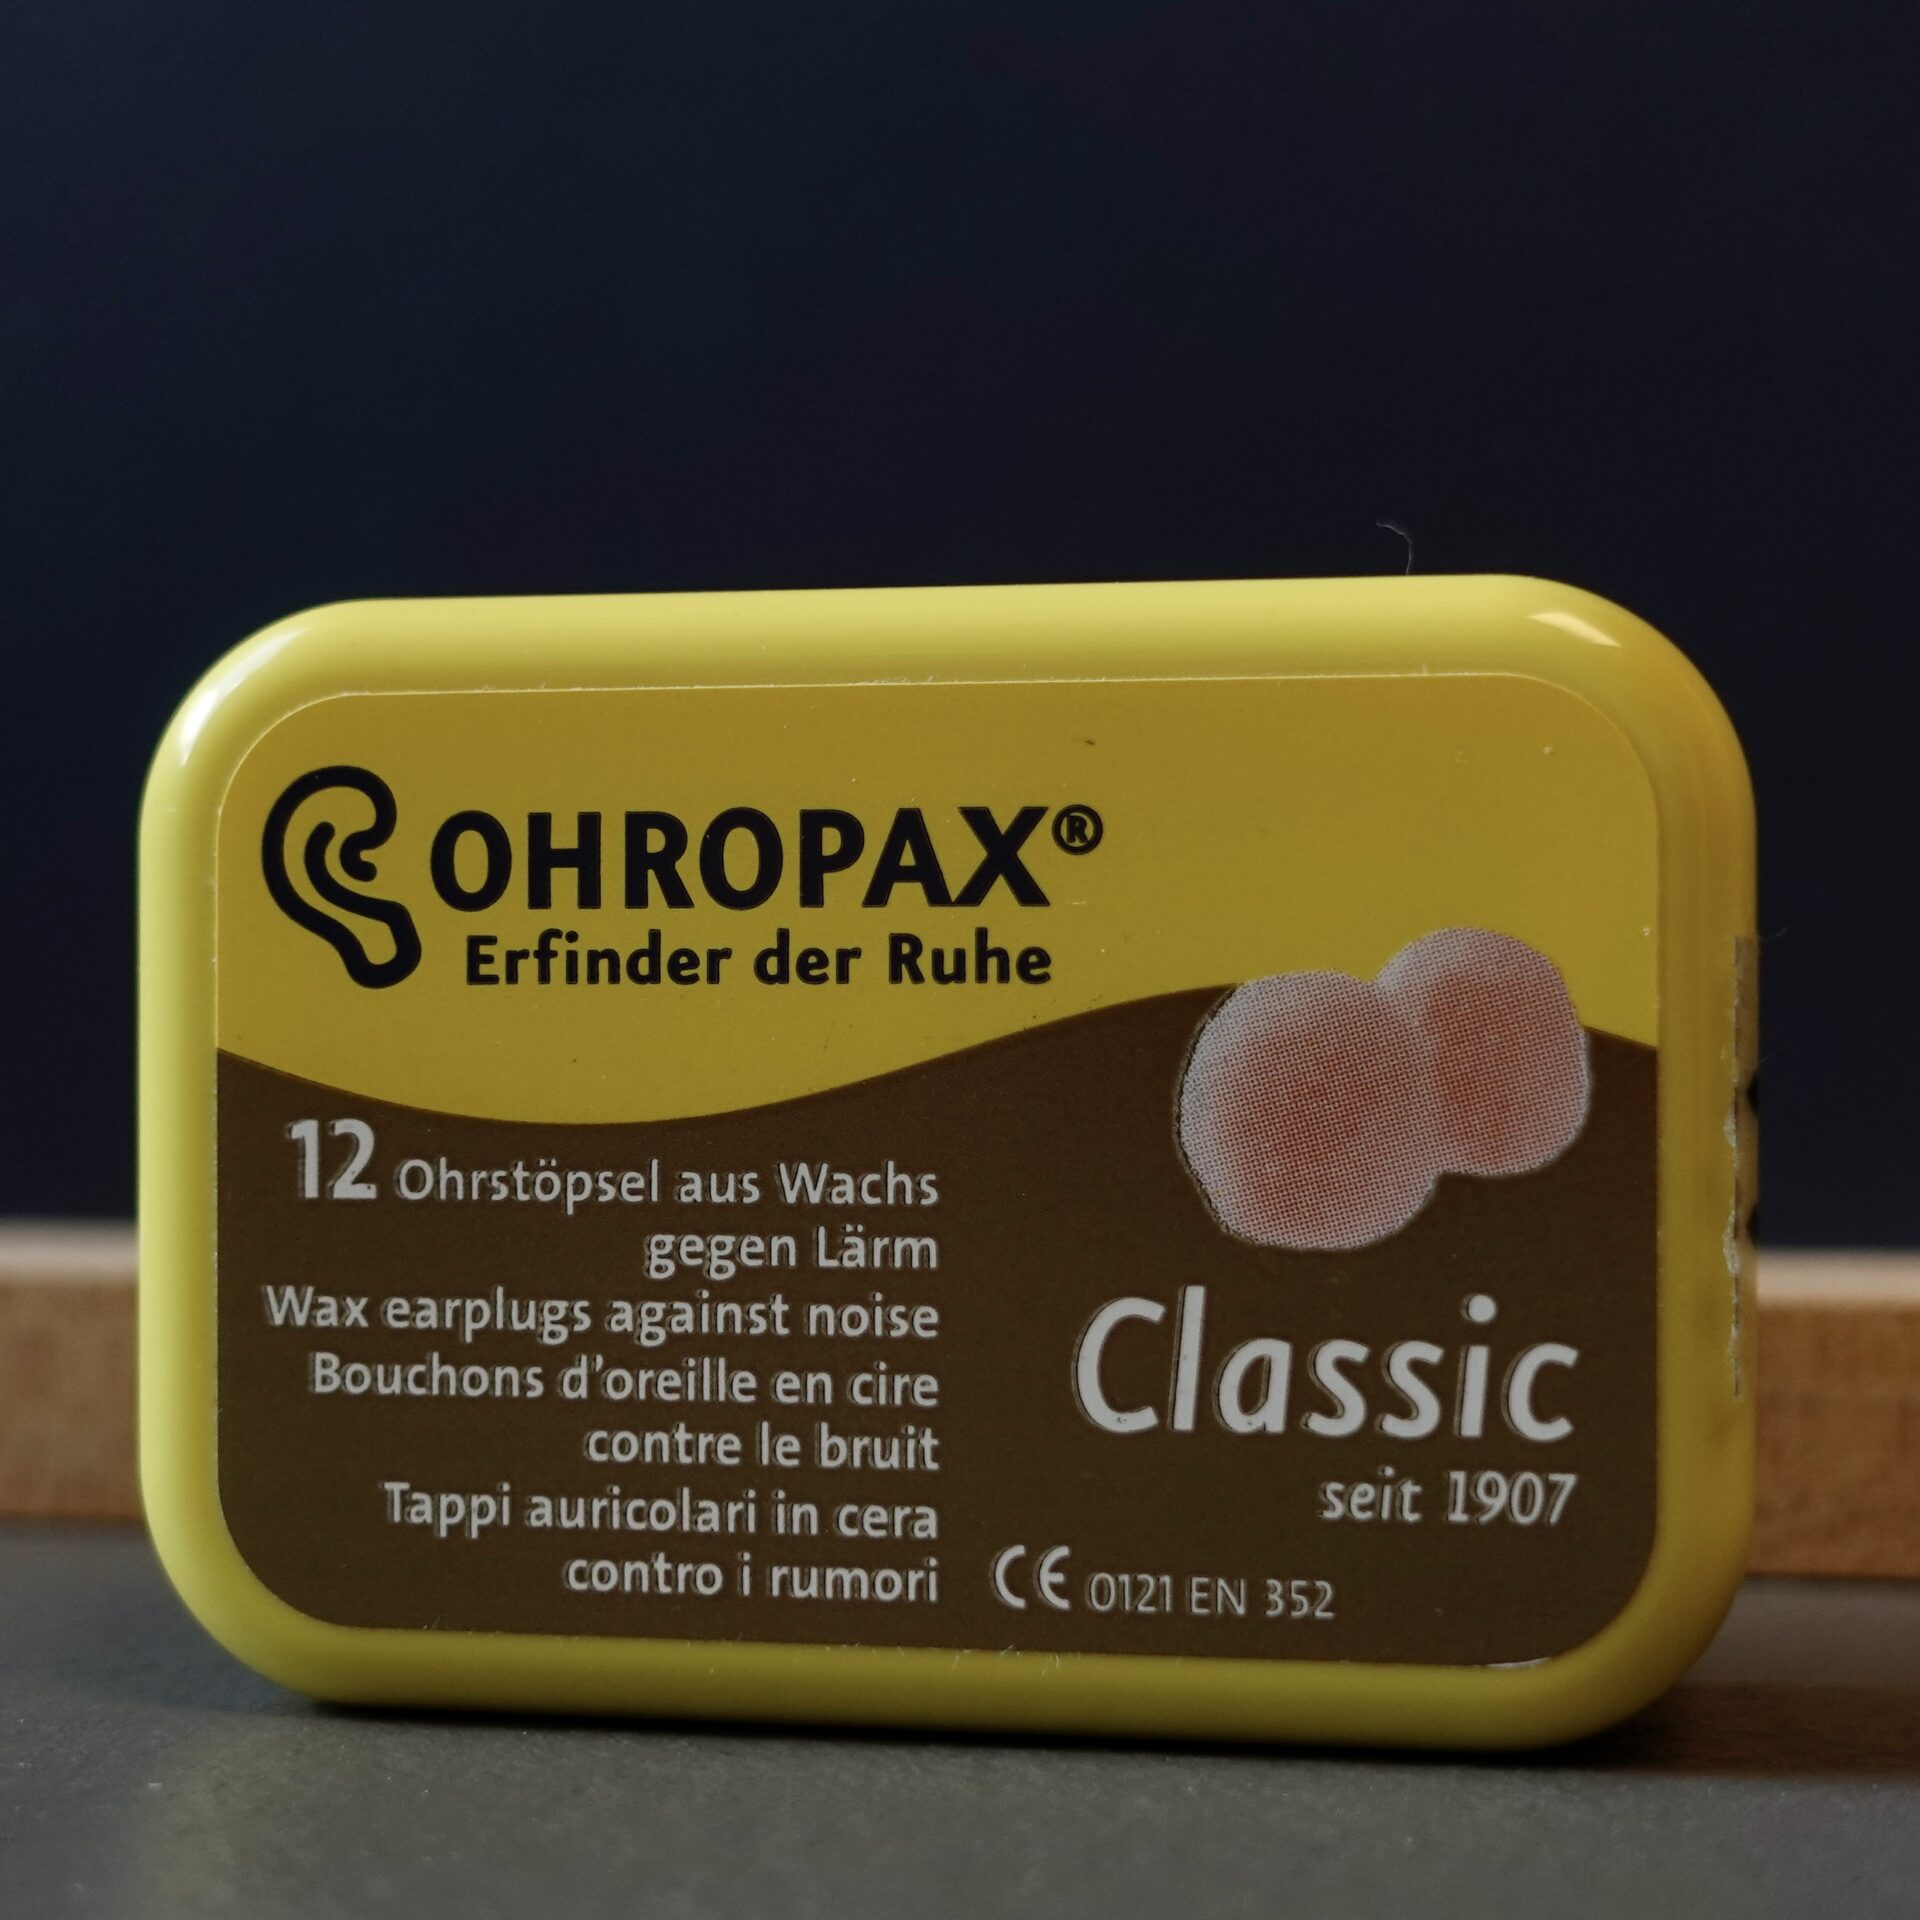 OHROPAX®
Erfinder der Ruhe
12 Ohrstöpsel aus Wachs
gegen Lärm
Wax earplugs against noise
Bouchons d'oreille en cire
contre le bruit
Tappi auricolari in cera
contro i rumori
Classic
seit 1907
CE 0121 EN 352